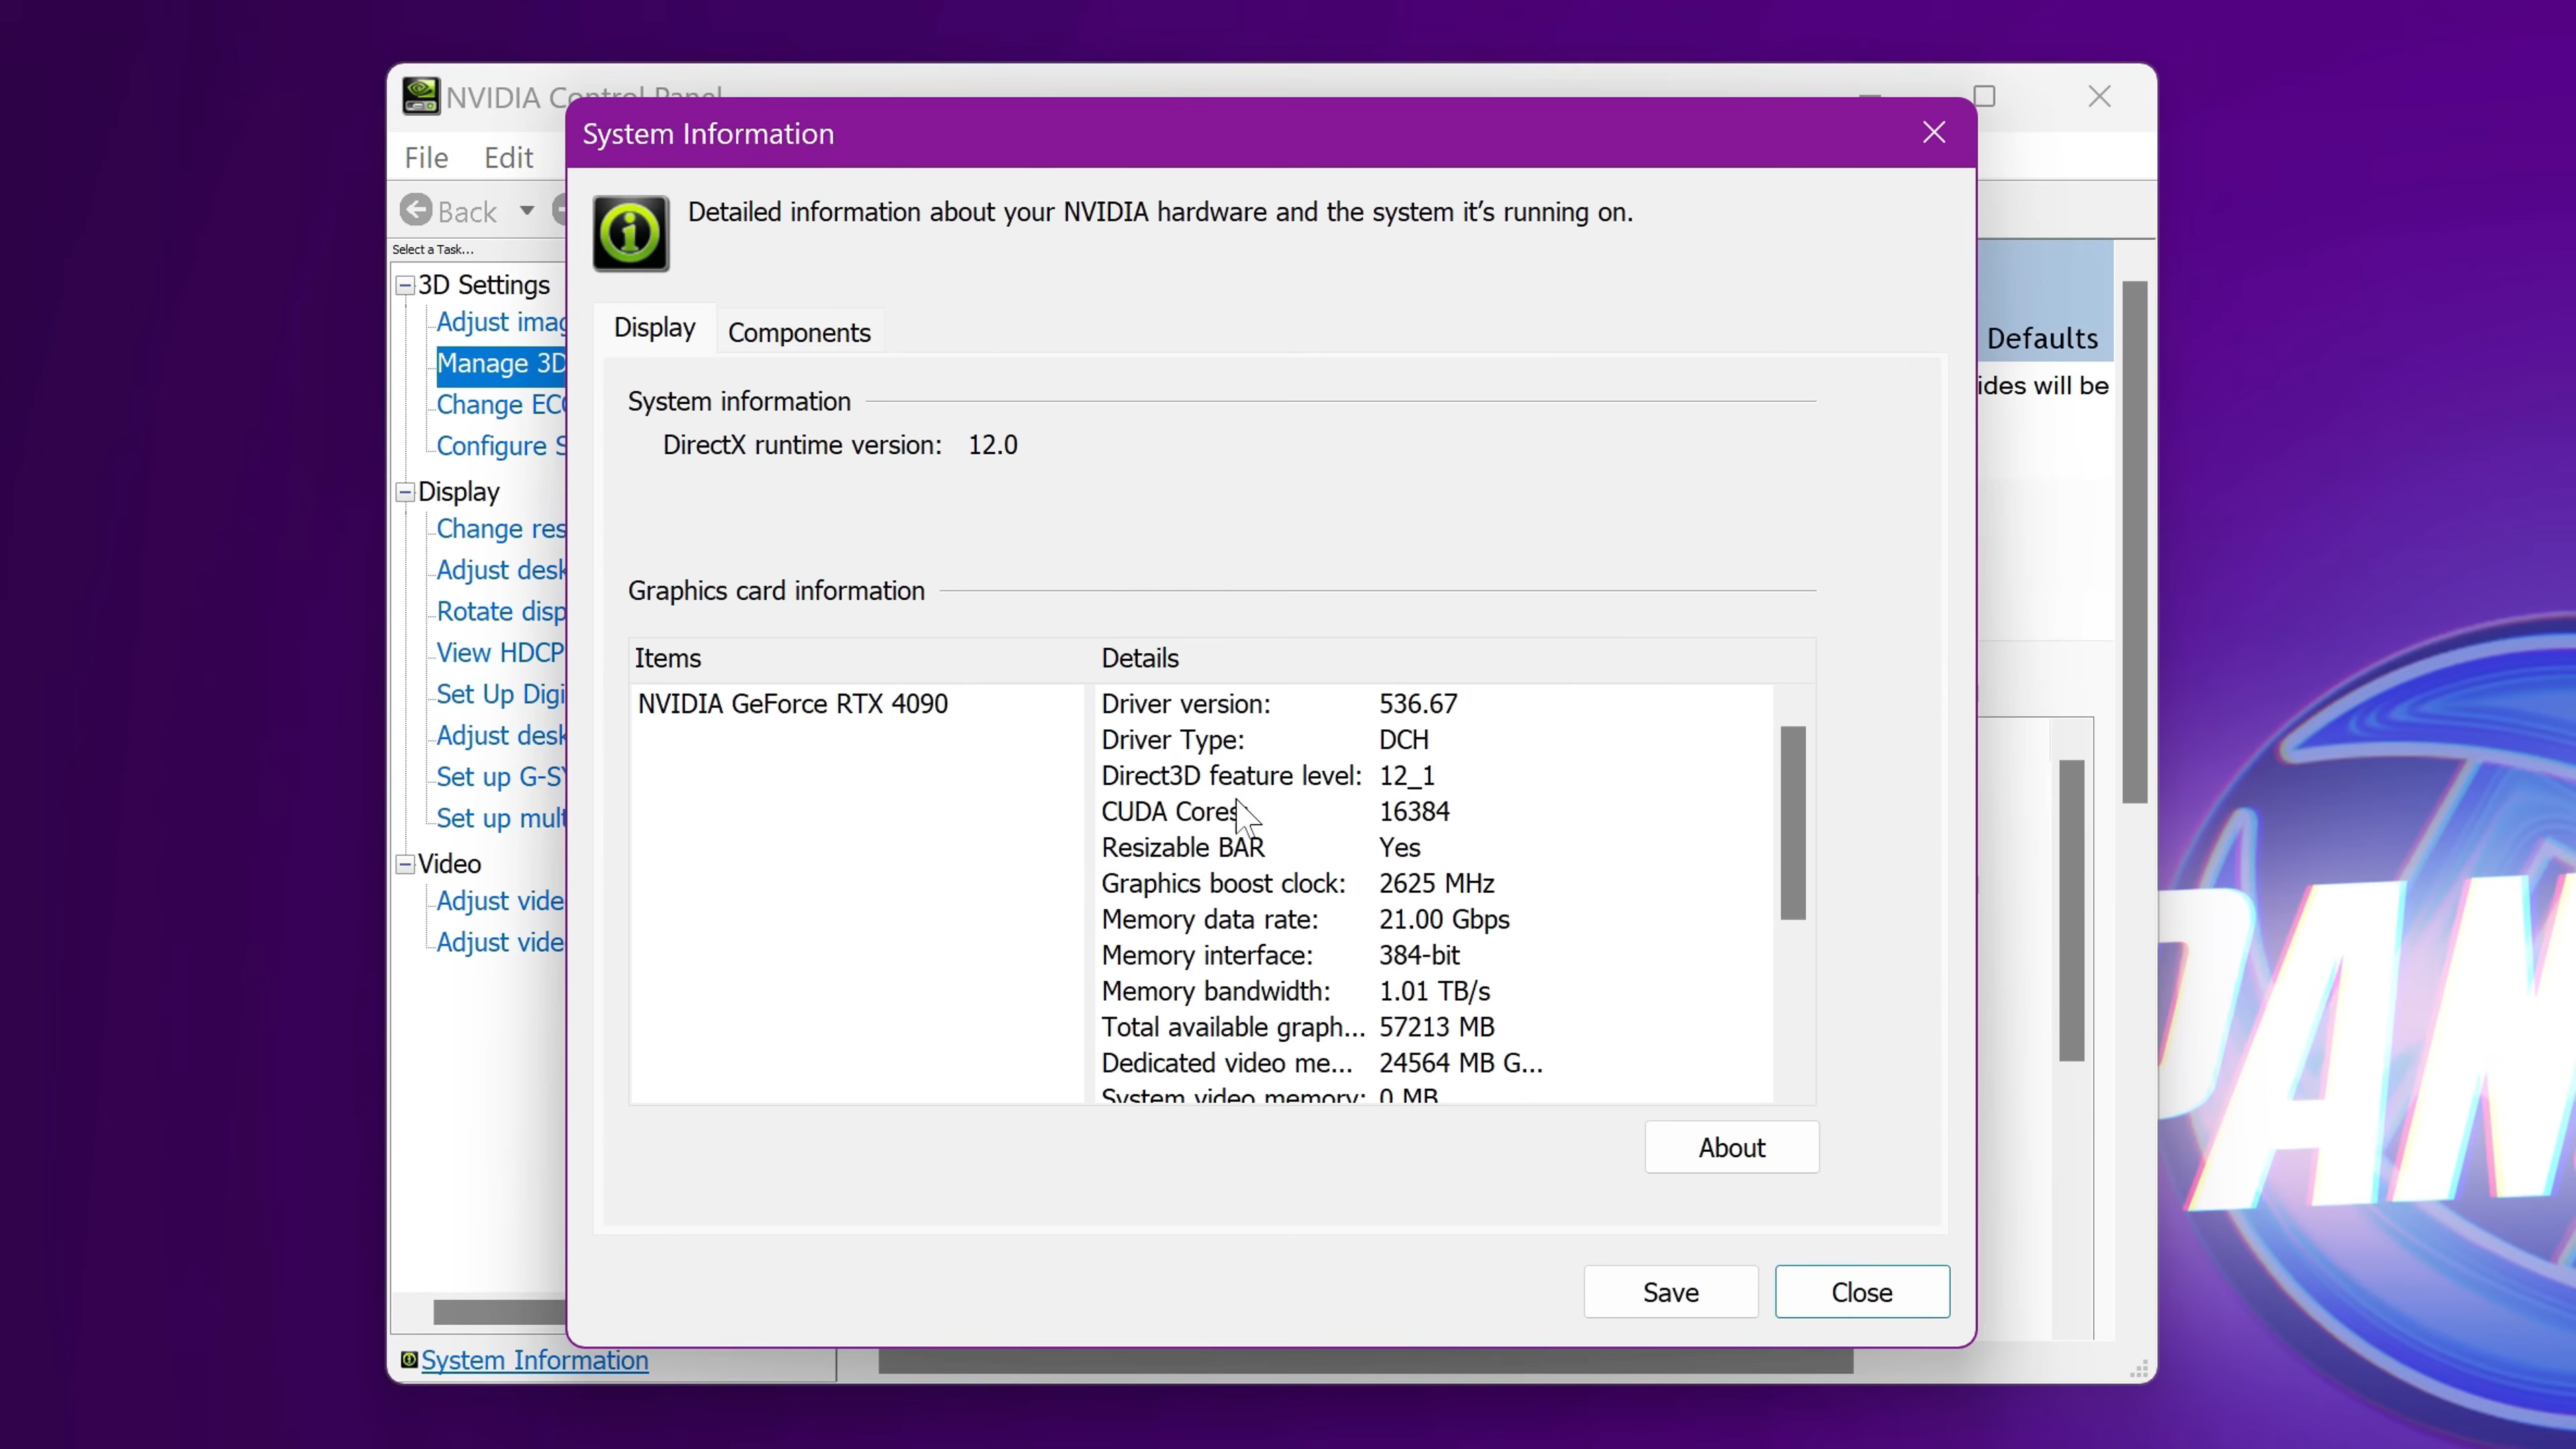 NVIDIA Control Panel
System Information
File Edit
Detailed information about your NVIDIA hardware and the system it's running on.
Back
Select a Task...
3D Settings
Adjust imag
Manage 3D
Change ECC
Configure S
Display
Change res
Adjust desk
Rotate disp
View HDCP
Set Up Digi
Adjust desk
Set up G-SY
Set up mult
Video
Adjust vide
Adjust vide
System Information
Display Components
System information
DirectX runtime version: 12.0
Graphics card information
Items Details
NVIDIA GeForce RTX 4090
Driver version: 536.67
Driver Type: DCH
Direct3D feature level: 12_1
CUDA Cores 16384
Resizable BAR Yes
Graphics boost clock: 2625 MHz
Memory data rate: 21.00 Gbps
Memory interface: 384-bit
Memory bandwidth: 1.01 TB/s
Total available graph... 57213 MB
Dedicated video me... 24564 MB G...
System video memory: 0 MB
About
Save Close
Defaults
ides will be
PAN